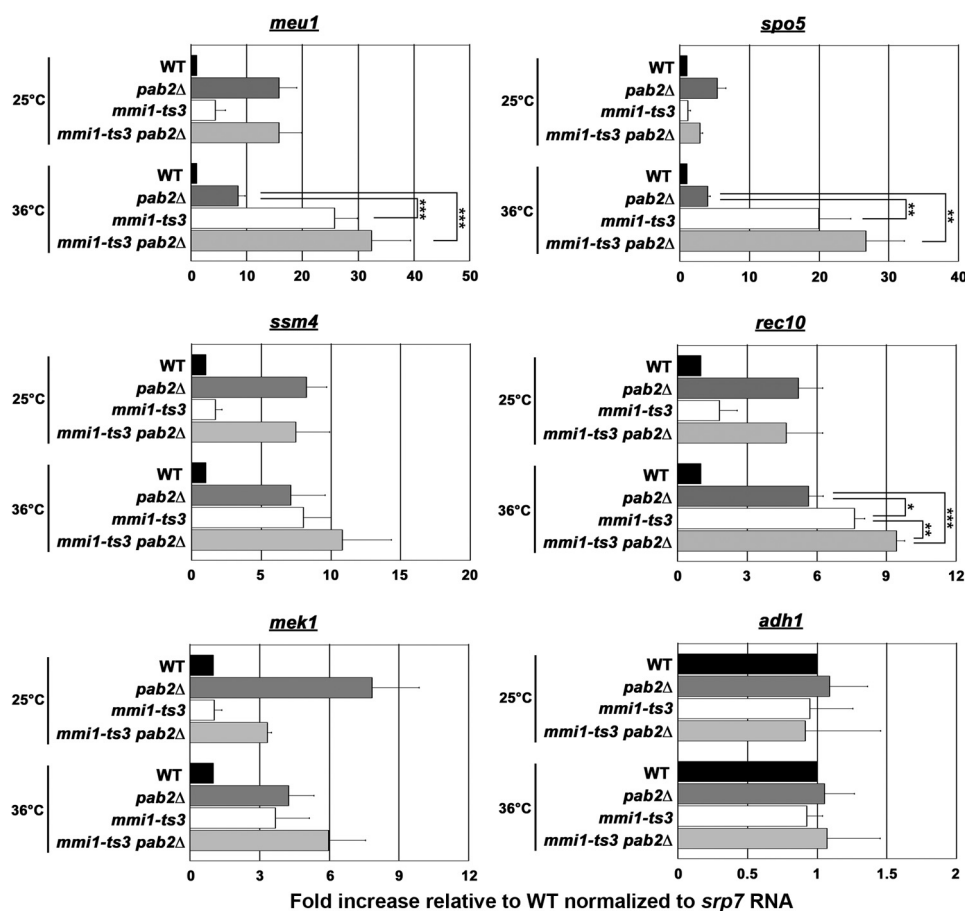 meu1
25°C
WT
pab2Δ
mmi1-ts3
mmi1-ts3 pab2Δ
36°C
WT
pab2Δ
mmi1-ts3
mmi1-ts3 pab2Δ
***
***
0 10 20 30 40 50
spo5
25°C
WT
pab2Δ
mmi1-ts3
mmi1-ts3 pab2Δ
36°C
WT
pab2Δ
mmi1-ts3
mmi1-ts3 pab2Δ
**
**
0 10 20 30 40
ssm4
25°C
WT
pab2Δ
mmi1-ts3
mmi1-ts3 pab2Δ
36°C
WT
pab2Δ
mmi1-ts3
mmi1-ts3 pab2Δ
0 5 10 15 20
rec10
25°C
WT
pab2Δ
mmi1-ts3
mmi1-ts3 pab2Δ
36°C
WT
pab2Δ
mmi1-ts3
mmi1-ts3 pab2Δ
*
**
***
0 3 6 9 12
mek1
25°C
WT
pab2Δ
mmi1-ts3
mmi1-ts3 pab2Δ
36°C
WT
pab2Δ
mmi1-ts3
mmi1-ts3 pab2Δ
0 3 6 9 12
adh1
25°C
WT
pab2Δ
mmi1-ts3
mmi1-ts3 pab2Δ
36°C
WT
pab2Δ
mmi1-ts3
mmi1-ts3 pab2Δ
0 0.5 1 1.5 2
Fold increase relative to WT normalized to srp7 RNA